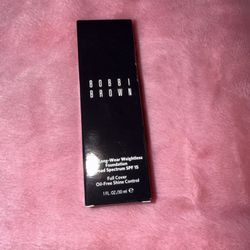 BOBBI
BROWN
Long-Wear Weightless
Foundation
Broad Spectrum SPF 15
Full Cover
Oil-Free Shine Control
1 FL. OZ./30 ml ℮